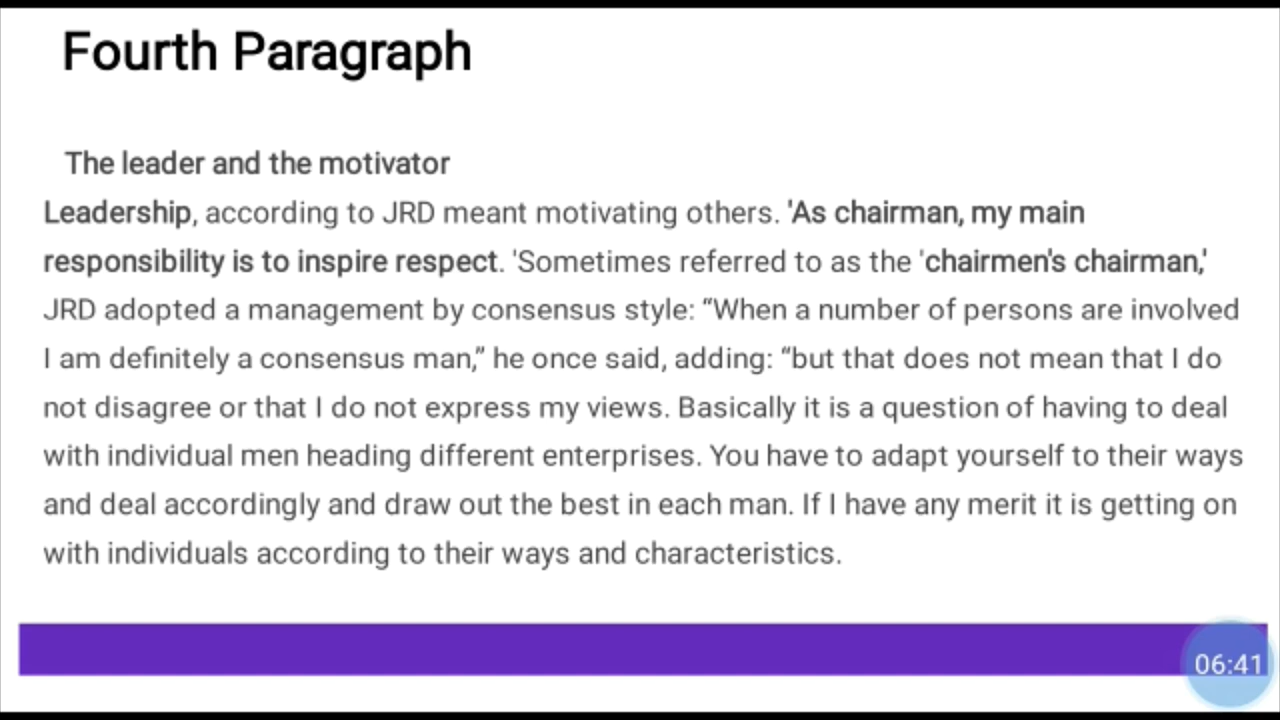 Fourth Paragraph
The leader and the motivator
Leadership, according to JRD meant motivating others. 'As chairman, my main
responsibility is to inspire respect. 'Sometimes referred to as the 'chairmen's chairman,'
JRD adopted a management by consensus style: “When a number of persons are involved
I am definitely a consensus man,” he once said, adding: “but that does not mean that I do
not disagree or that I do not express my views. Basically it is a question of having to deal
with individual men heading different enterprises. You have to adapt yourself to their ways
and deal accordingly and draw out the best in each man. If I have any merit it is getting on
with individuals according to their ways and characteristics.
06:41